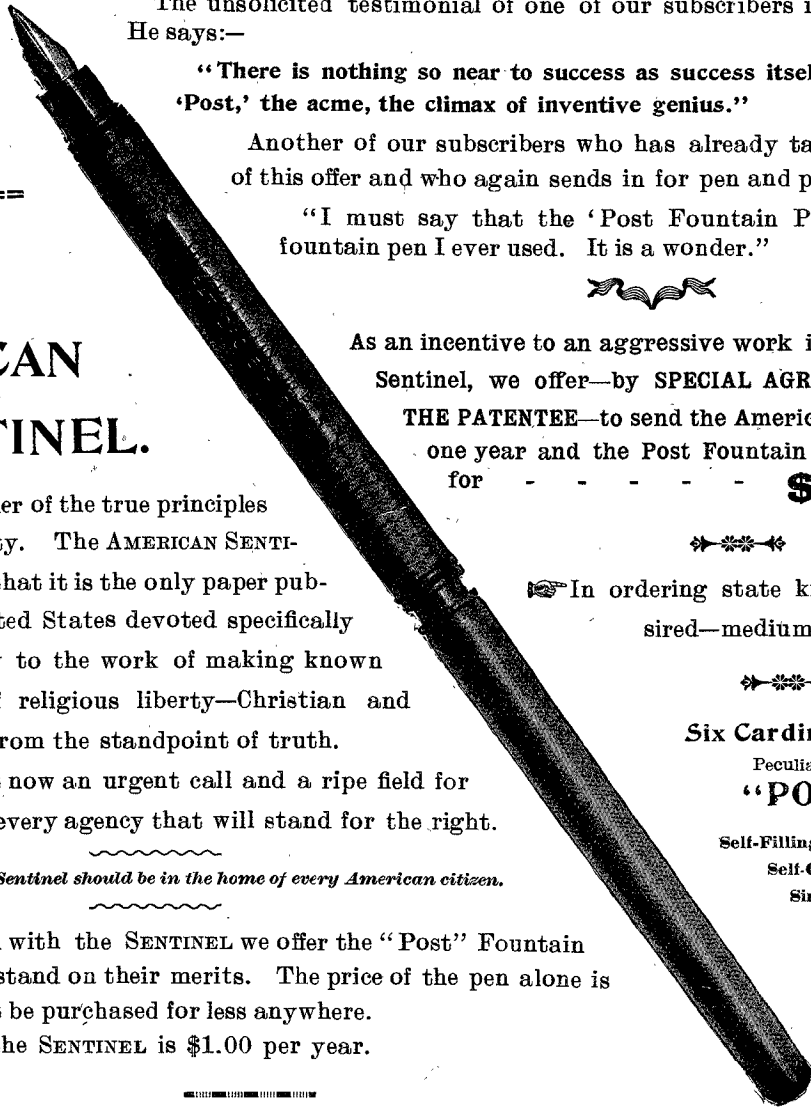 The unsolicited testimonial of one of our subscribers i
He says:—
“There is nothing so near to success as success itsel
‘Post,’ the acme, the climax of inventive genius.”
Another of our subscribers who has already ta
of this offer and who again sends in for pen and p
“I must say that the ‘Post Fountain P
fountain pen I ever used. It is a wonder.”
As an incentive to an aggressive work i
Sentinel, we offer—by SPECIAL AGR
THE PATENTEE—to send the Americ
one year and the Post Fountain
for - - - - - $
☞In ordering state k
sired—medium
Six Cardi
Peculia
“PO
Self-Filling
Self-
Si
CAN
TINEL.
er of the true principles
ty. The AMERICAN SENTI-
hat it is the only paper pub-
ted States devoted specifically
to the work of making known
f religious liberty—Christian and
rom the standpoint of truth.
now an urgent call and a ripe field for
every agency that will stand for the right.
Sentinel should be in the home of every American citizen.
with the SENTINEL we offer the “Post” Fountain
stand on their merits. The price of the pen alone is
be purchased for less anywhere.
he SENTINEL is $1.00 per year.